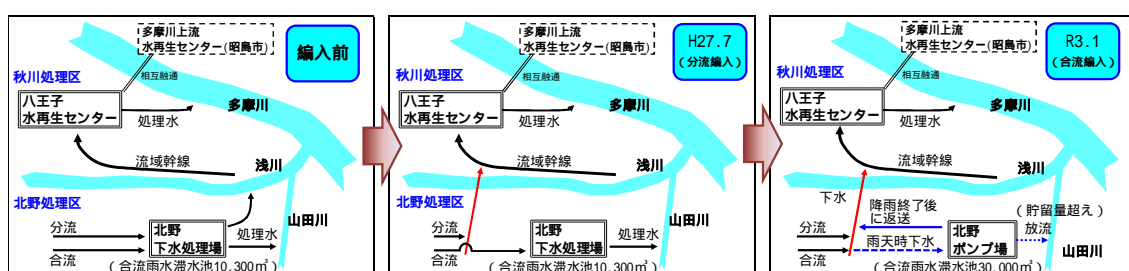 多摩川上流
水再生センター(昭島市)
編入前
秋川処理区
相互融通
八王子
水再生センター
多摩川
処理水
流域幹線
浅川
北野処理区
山田川
分流
合流
北野
下水処理場
処理水
(合流雨水滞水池10,300㎥)
多摩川上流
水再生センター(昭島市)
H27.7
(分流編入)
秋川処理区
相互融通
八王子
水再生センター
多摩川
処理水
流域幹線
浅川
北野処理区
山田川
分流
合流
北野
下水処理場
処理水
(合流雨水滞水池10,300㎥)
多摩川上流
水再生センター(昭島市)
R3.1
(合流編入)
秋川処理区
相互融通
八王子
水再生センター
多摩川
処理水
流域幹線
浅川
北野処理区
下水
降雨終了後
に返送
(貯留量超え)
放流
分流
合流
雨天時下水
北野
ポンプ場
山田川
(合流雨水滞水池30,000㎥)